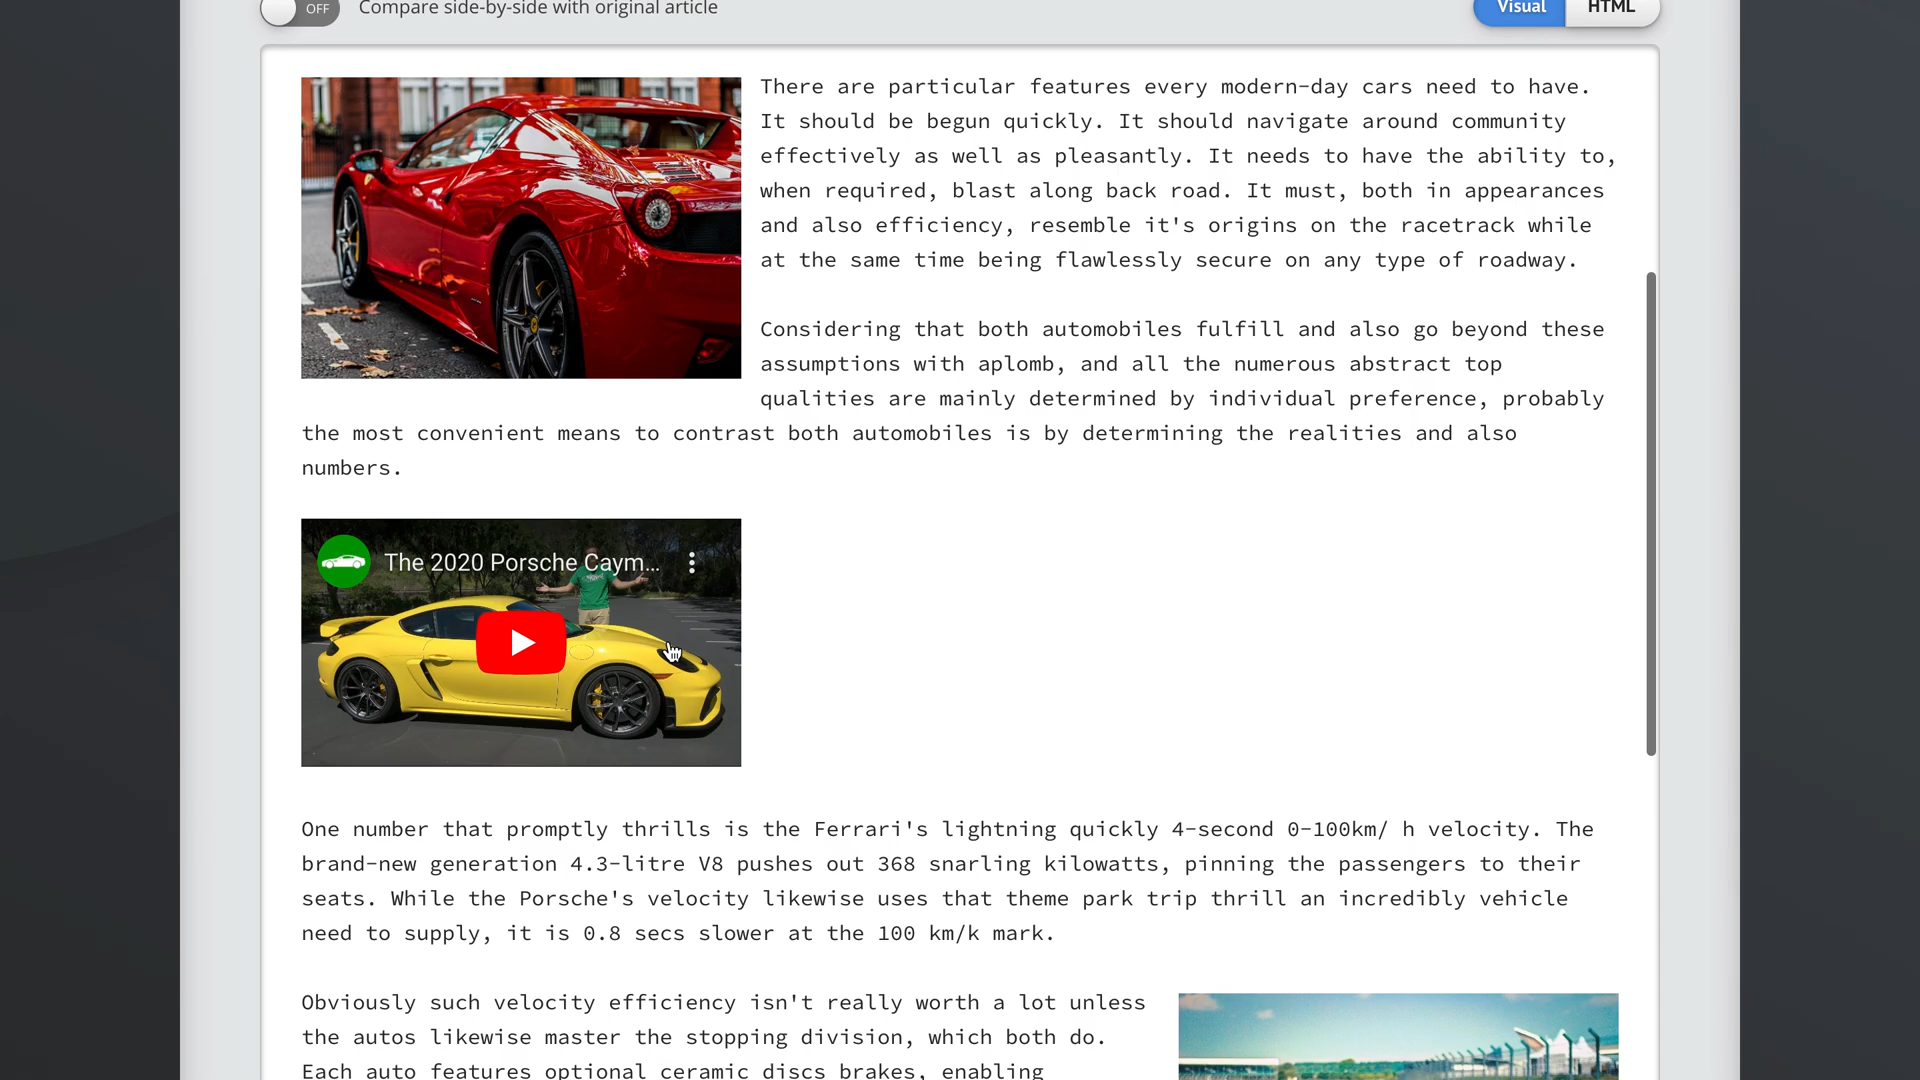 OFF Compare side-by-side with original article
Visual HTML
There are particular features every modern-day cars need to have.
It should be begun quickly. It should navigate around community
effectively as well as pleasantly. It needs to have the ability to,
when required, blast along back road. It must, both in appearances
and also efficiency, resemble it's origins on the racetrack while
at the same time being flawlessly secure on any type of roadway.
Considering that both automobiles fulfill and also go beyond these
assumptions with aplomb, and all the numerous abstract top
qualities are mainly determined by individual preference, probably
the most convenient means to contrast both automobiles is by determining the realities and also
numbers.
The 2020 Porsche Caym...
One number that promptly thrills is the Ferrari's lightning quickly 4-second 0-100km/ h velocity. The
brand-new generation 4.3-litre V8 pushes out 368 snarling kilowatts, pinning the passengers to their
seats. While the Porsche's velocity likewise uses that theme park trip thrill an incredibly vehicle
need to supply, it is 0.8 secs slower at the 100 km/k mark.
Obviously such velocity efficiency isn't really worth a lot unless
the autos likewise master the stopping division, which both do.
Each auto features optional ceramic discs brakes, enabling